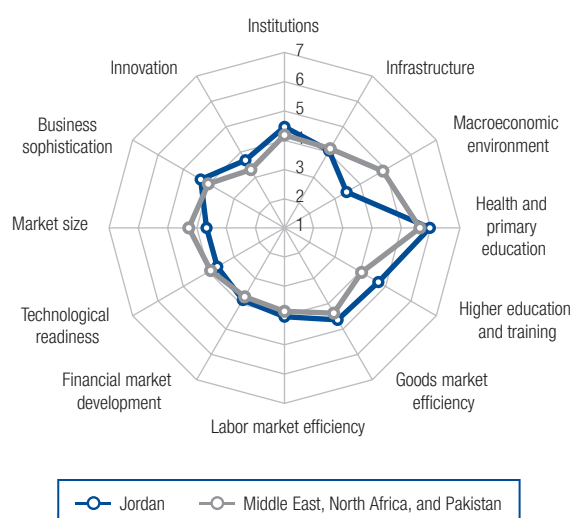 Institutions
7
6
5
4
3
2
1
Infrastructure
Macroeconomic
environment
Health and
primary
education
Higher education
and training
Goods market
efficiency
Labor market efficiency
Financial market
development
Technological
readiness
Market size
Business
sophistication
Innovation
Jordan
Middle East, North Africa, and Pakistan